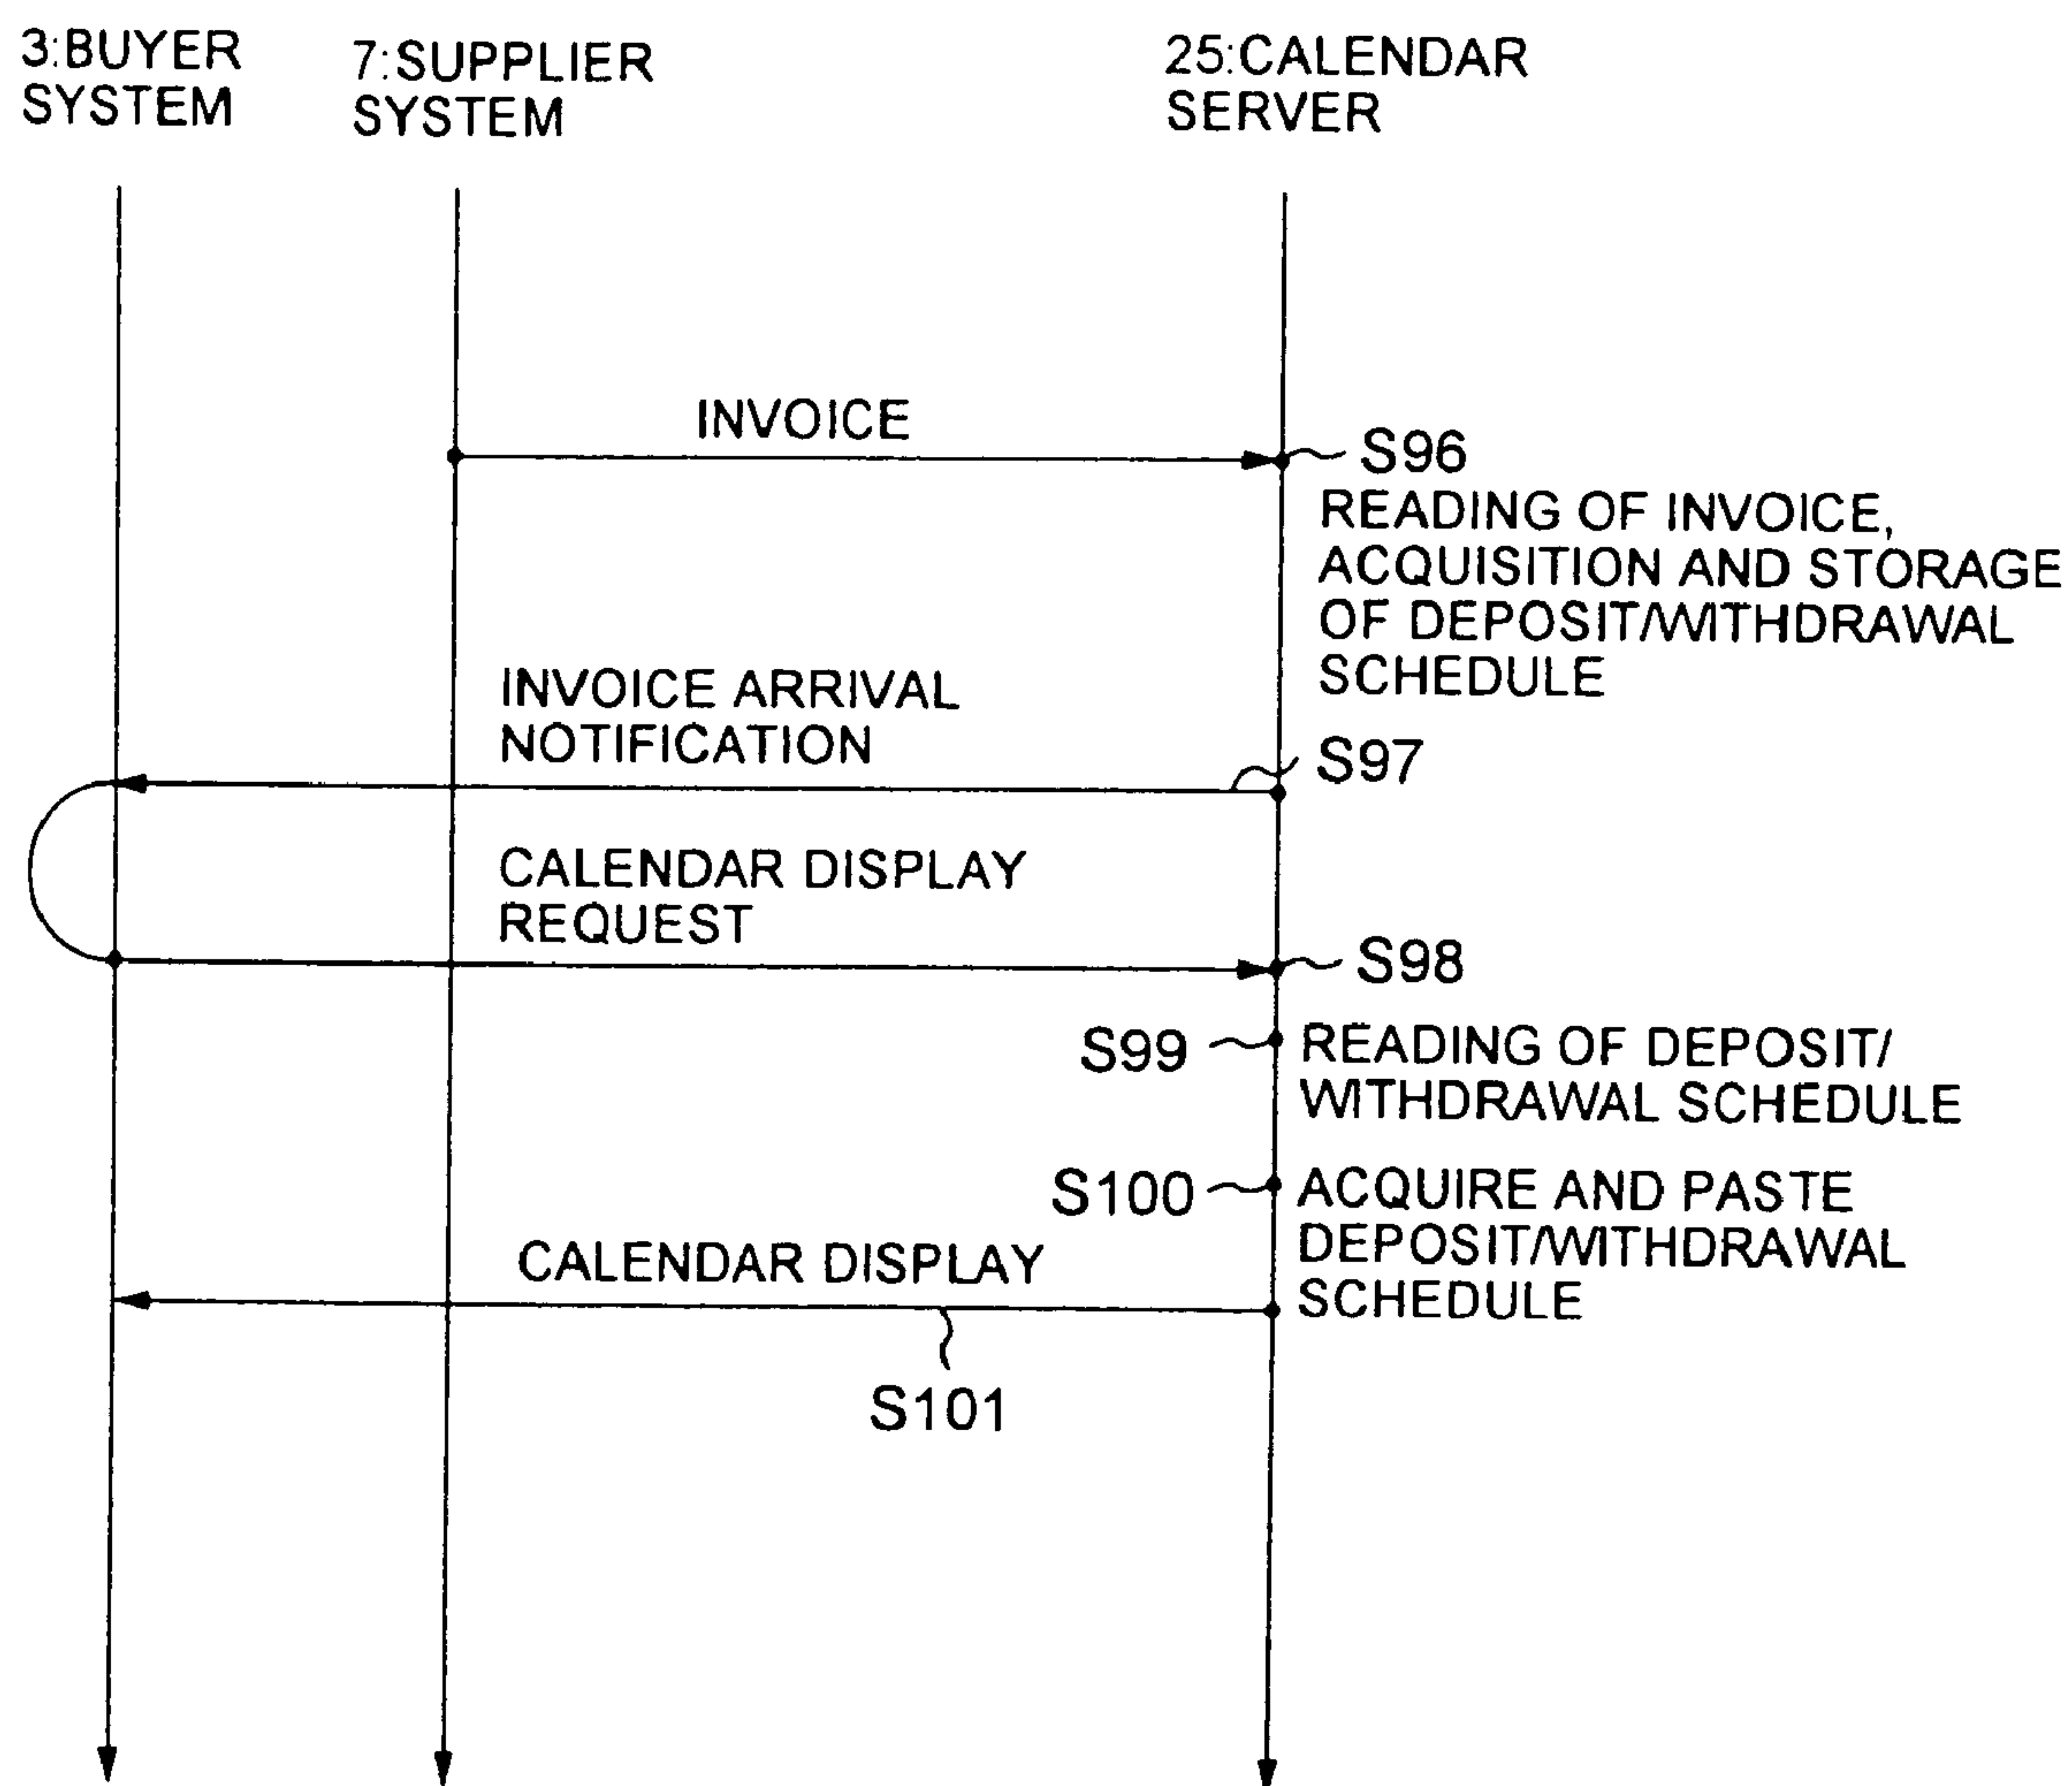 3:BUYER
SYSTEM
7:SUPPLIER
SYSTEM
25:CALENDAR
SERVER
INVOICE
S96
READING OF INVOICE,
ACQUISITION AND STORAGE
OF DEPOSIT/WITHDRAWAL
SCHEDULE
INVOICE ARRIVAL
NOTIFICATION
S97
CALENDAR DISPLAY
REQUEST
S98
S99
READING OF DEPOSIT/
WITHDRAWAL SCHEDULE
S100
ACQUIRE AND PASTE
DEPOSIT/WITHDRAWAL
SCHEDULE
CALENDAR DISPLAY
S101